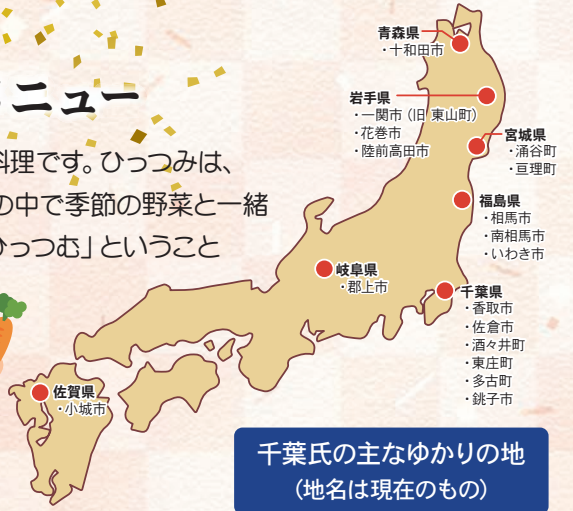 ニュー
料理です。ひっつみは、
の中で季節の野菜と一緒
ひっつむ」ということ
青森県
・十和田市
岩手県
・一関市（旧 東山町）
・花巻市
・陸前高田市
宮城県
・涌谷町
・亘理町
福島県
・相馬市
・南相馬市
・いわき市
岐阜県
・郡上市
千葉県
・香取市
・佐倉市
・酒々井町
・東庄町
・多古町
・銚子市
佐賀県
・小城市
千葉氏の主なゆかりの地
（地名は現在のもの）